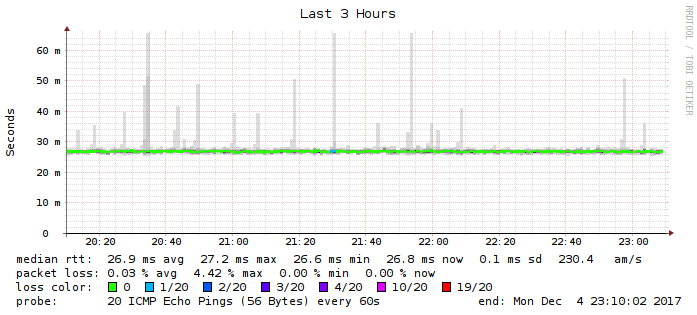 Last 3 Hours
RRDTOOL / TOBI OETIKER
Seconds
60 m
50 m
40 m
30 m
20 m
10 m
0
20:20 20:40 21:00 21:20 21:40 22:00 22:20 22:40 23:00
median rtt: 26.9 ms avg 27.2 ms max 26.6 ms min 26.8 ms now 0.1 ms sd 230.4 am/s
packet loss: 0.03 % avg 4.42 % max 0.00 % min 0.00 % now
loss color: 0 1/20 2/20 3/20 4/20 10/20 19/20
probe: 20 ICMP Echo Pings (56 Bytes) every 60s end: Mon Dec 4 23:10:02 2017